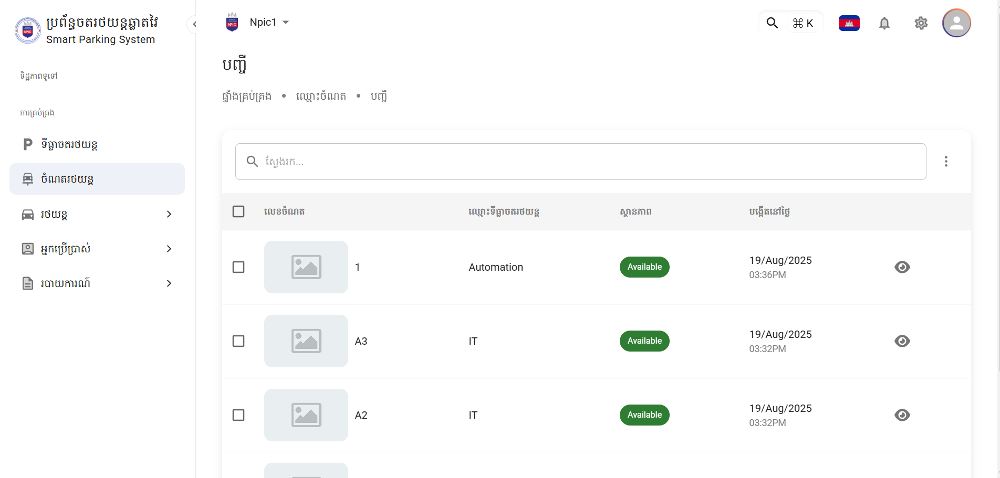 ប្រព័ន្ធចតរថយន្តឆ្លាតវៃ
Smart Parking System
ទិដ្ឋភាពទូទៅ
ការគ្រប់គ្រង
ទីធ្លាចតរថយន្ត
ចំណតរថយន្ត
រថយន្ត
អ្នកប្រើប្រាស់
របាយការណ៍
NPIC
Npic1
⌘ K
បញ្ជី
ផ្ទាំងគ្រប់គ្រង • ឈ្មោះចំណត • បញ្ជី
ស្វែងរក...
លេខចំណត ឈ្មោះទីធ្លាចតរថយន្ត ស្ថានភាព បង្កើតនៅថ្ងៃ
1 Automation Available 19/Aug/2025
03:36PM
A3 IT Available 19/Aug/2025
03:32PM
A2 IT Available 19/Aug/2025
03:32PM